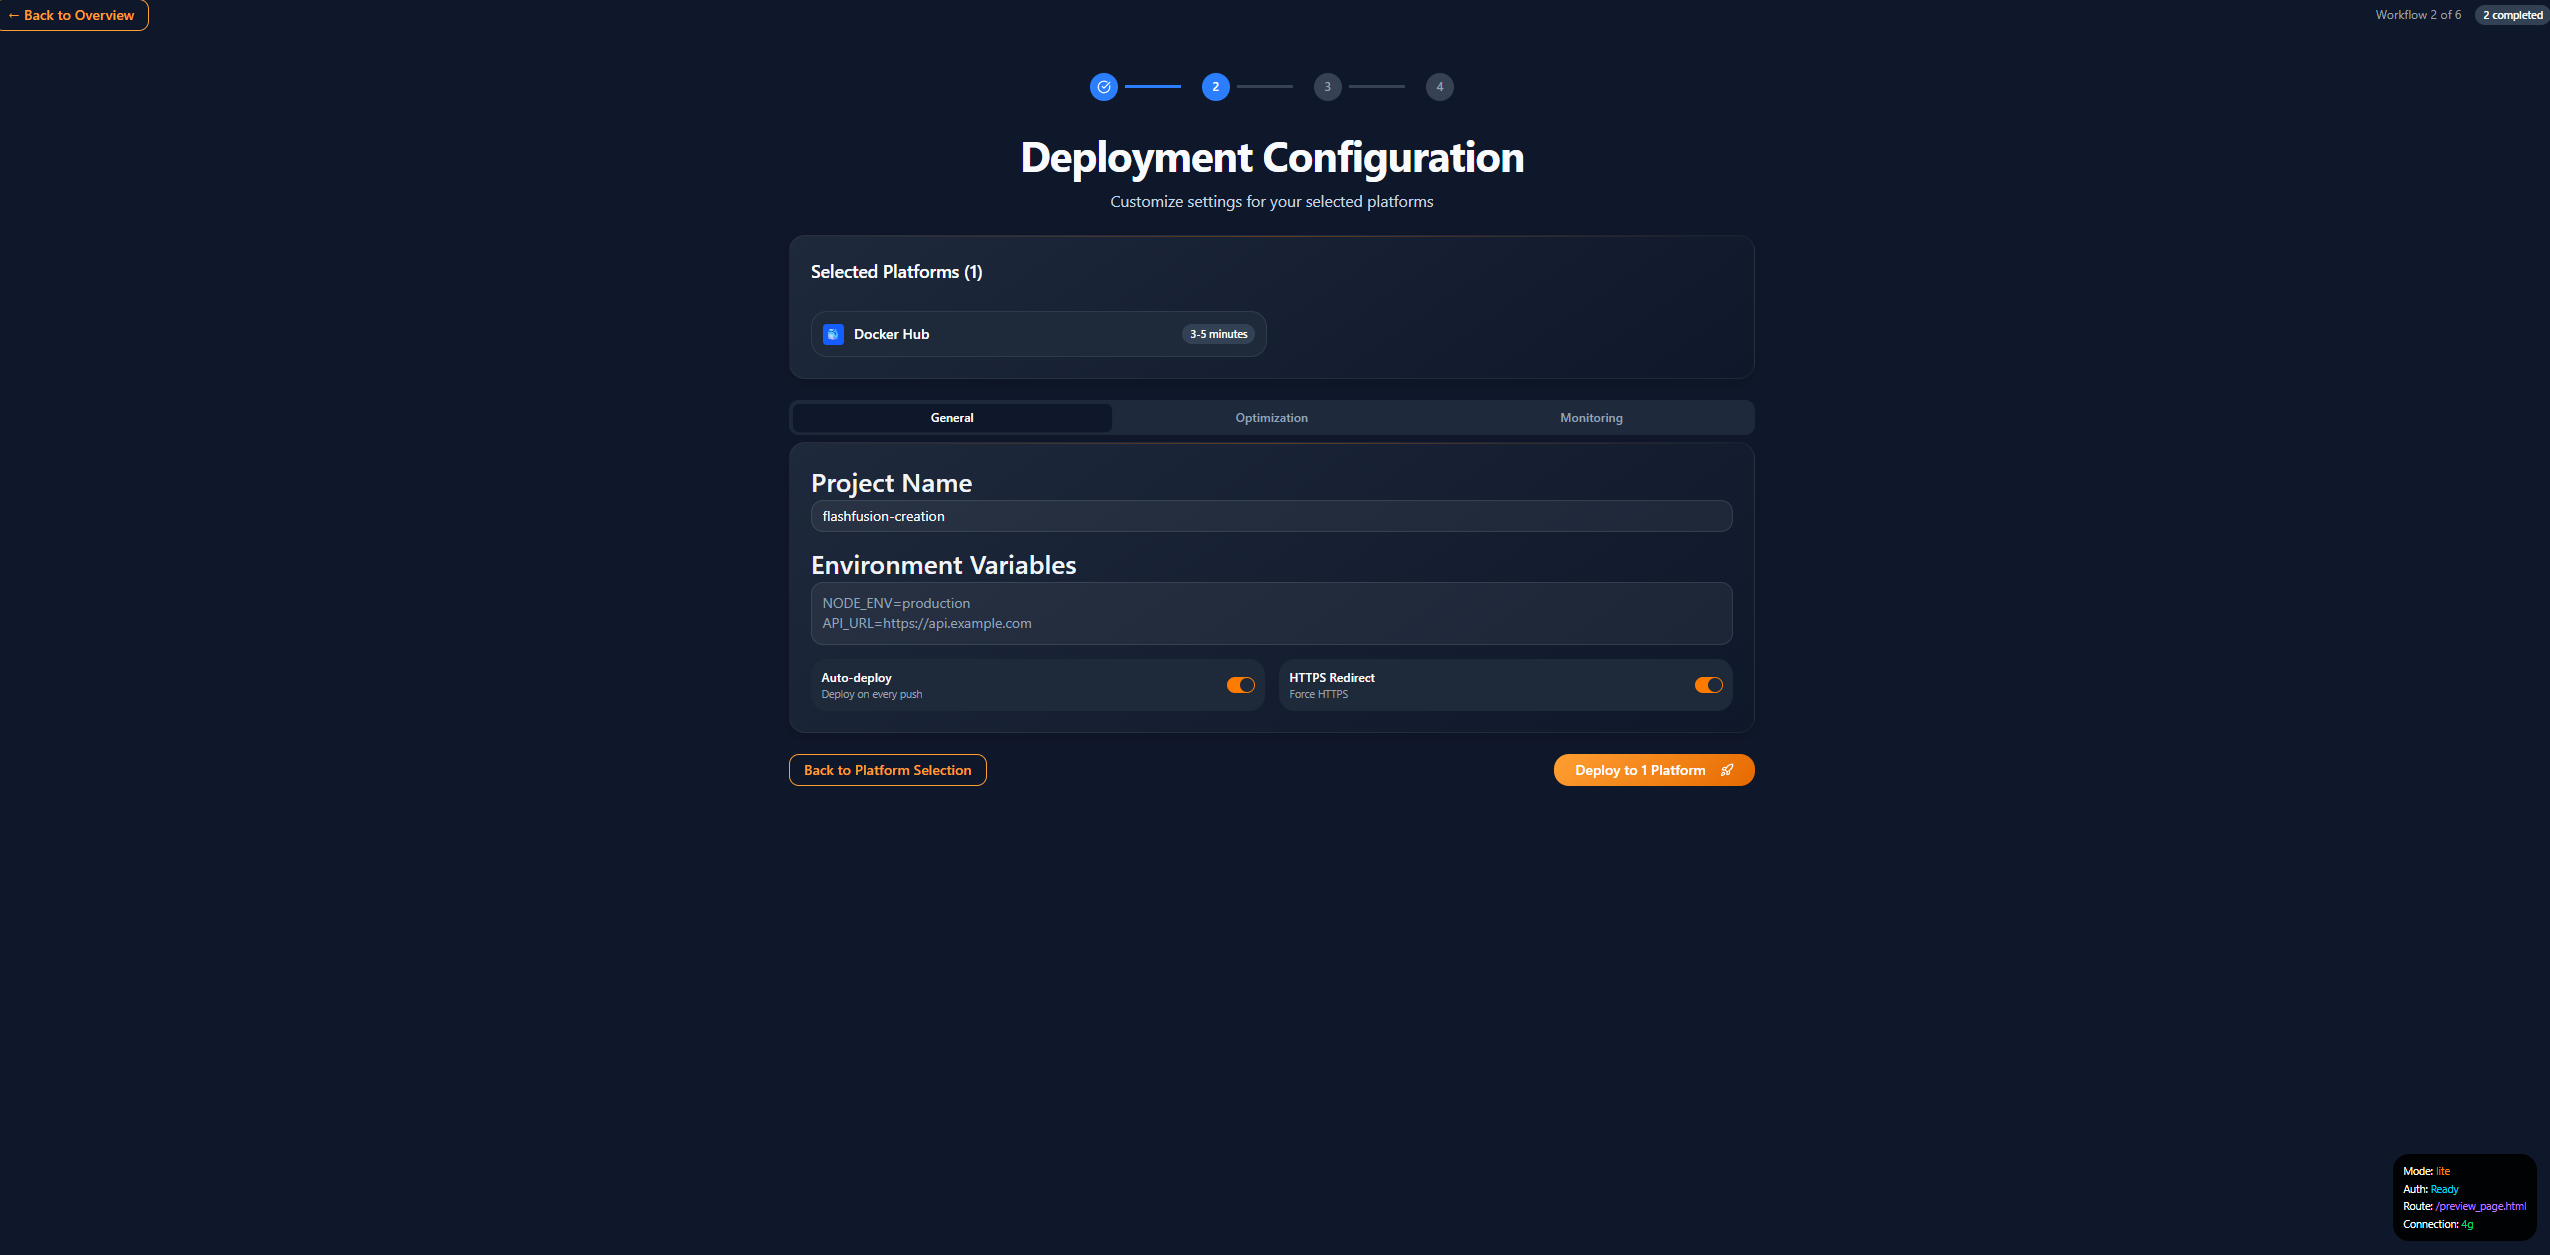 ← Back to Overview
Workflow 2 of 6
2 completed
2
3
4
Deployment Configuration
Customize settings for your selected platforms
Selected Platforms (1)
Docker Hub
3-5 minutes
General
Optimization
Monitoring
Project Name
flashfusion-creation
Environment Variables
NODE_ENV=production
API_URL=https://api.example.com
Auto-deploy
Deploy on every push
HTTPS Redirect
Force HTTPS
Back to Platform Selection
Deploy to 1 Platform
Mode: lite
Auth: Ready
Route: /preview_page.html
Connection: 4g